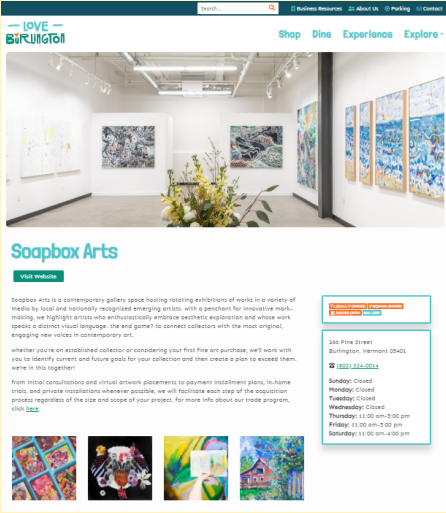 Search...
Business Resources About Us Parking Contact
LOVE
BURLINGTON
Shop Dine Experience Explore
Soapbox Arts
Visit Website
Soapbox Arts is a contemporary gallery space hosting rotating exhibitions of works in a variety of
media by local and nationally recognized emerging artists. with a penchant for innovative mark-
making, we highlight artists who enthusiastically embrace aesthetic exploration and whose work
speaks a distinct visual language. the end game? to connect collectors with the most original,
engaging new voices in contemporary art.
whether you're an established collector or considering your first fine art purchase, we'll work with
you to identify current and future goals for your collection and then create a plan to exceed them.
we're in this together!
from initial consultations and virtual artwork placements to payment installment plans, in-home
trials, and private installations whenever possible, we will facilitate each step of the acquisition
process regardless of the size and scope of your project. for more info about our trade program,
click here.
266 Pine Street
Burlington, Vermont 05401
(802) 324-0014
Sunday: Closed
Monday: Closed
Tuesday: Closed
Wednesday: Closed
Thursday: 11:00 am-5:00 pm
Friday: 11:00 am-5:00 pm
Saturday: 11:00 am-4:00 pm